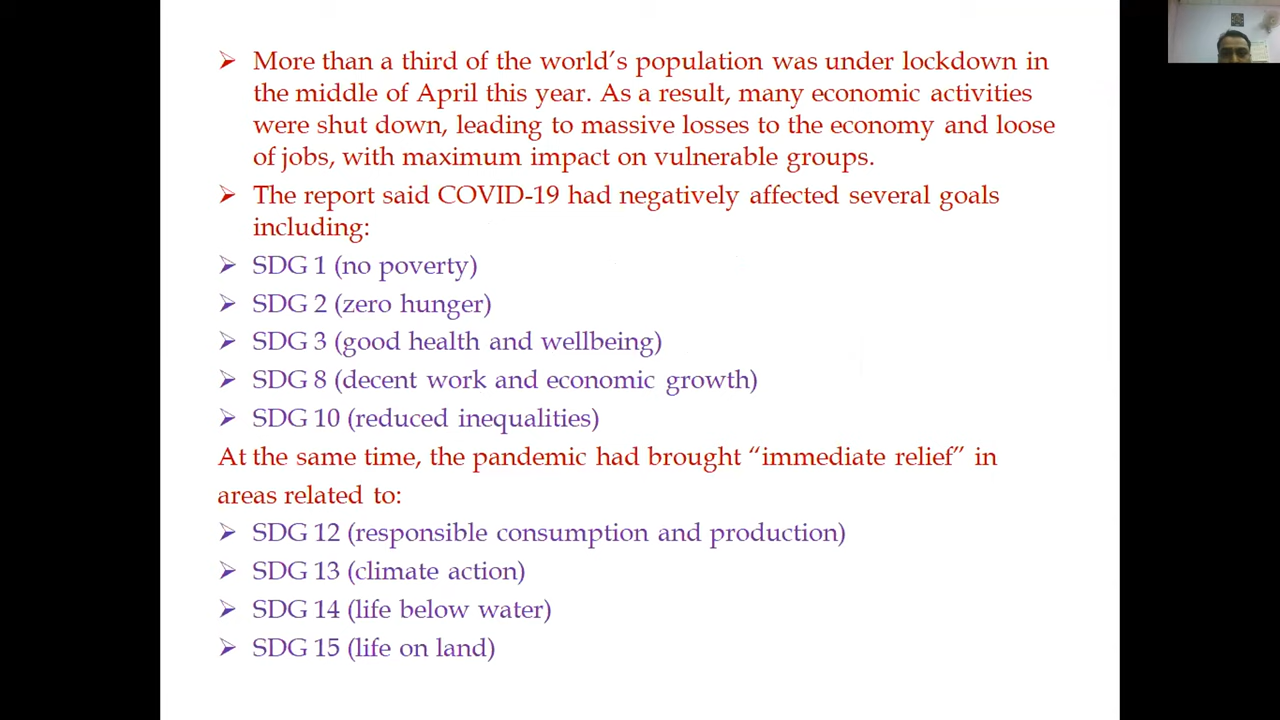 More than a third of the world's population was under lockdown in
the middle of April this year. As a result, many economic activities
were shut down, leading to massive losses to the economy and loose
of jobs, with maximum impact on vulnerable groups.
The report said COVID-19 had negatively affected several goals
including:
SDG 1 (no poverty)
SDG 2 (zero hunger)
SDG 3 (good health and wellbeing)
SDG 8 (decent work and economic growth)
SDG 10 (reduced inequalities)
At the same time, the pandemic had brought “immediate relief” in
areas related to:
SDG 12 (responsible consumption and production)
SDG 13 (climate action)
SDG 14 (life below water)
SDG 15 (life on land)